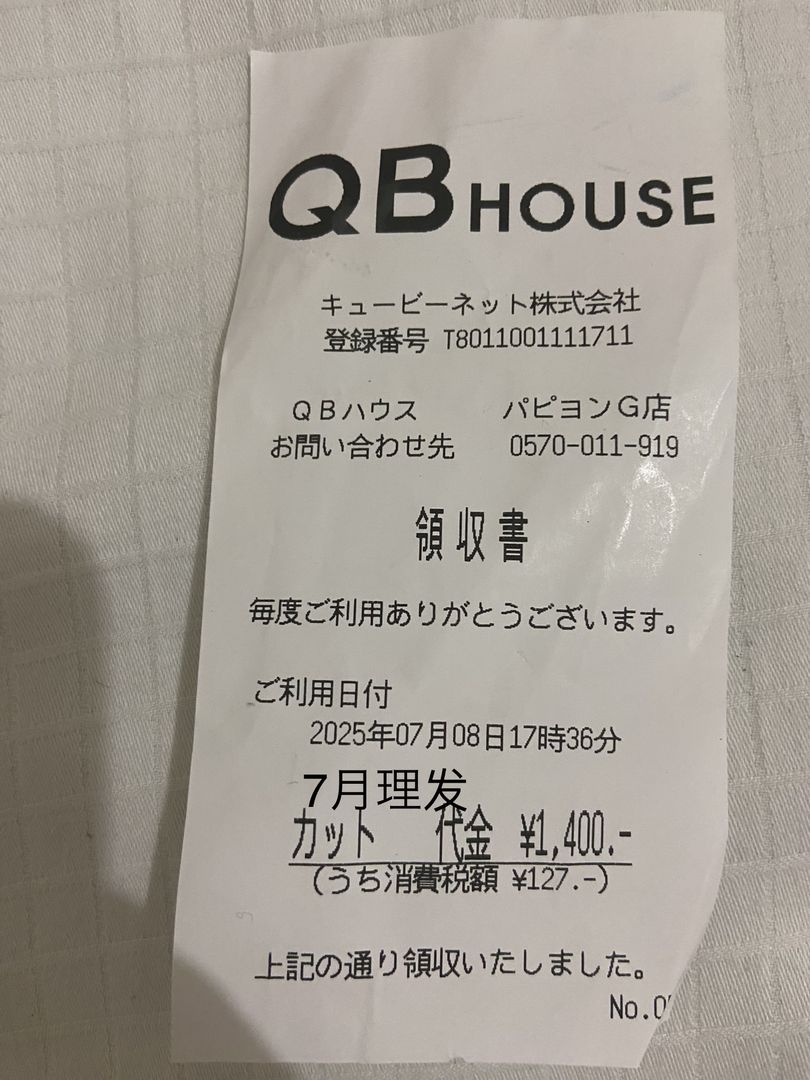 QB HOUSE
キュービーネット株式会社
登録番号 T8011001111711
QBハウス パピヨンG店
お問い合わせ先 0570-011-919
領収書
毎度ご利用ありがとうございます。
ご利用日付
2025年07月08日17時36分
7月理发
カット 代金 ¥1,400.-
(うち消費税額 ¥127.-)
上記の通り領収いたしました。
No.0